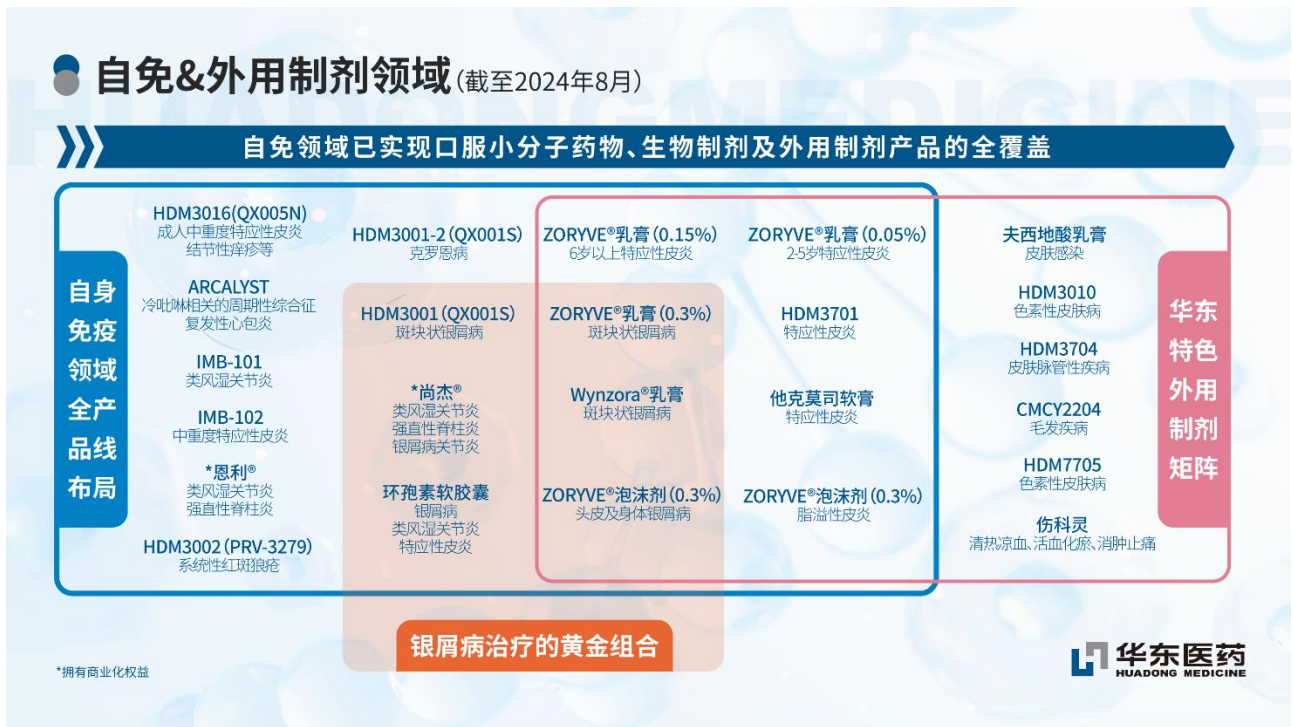 HUADONG MEDICINE
自免&外用制剂领域(截至2024年8月)
自免领域已实现口服小分子药物、生物制剂及外用制剂产品的全覆盖
自身
免疫
领域
全产
品线
布局
HDM3016(QX005N)
成人中重度特应性皮炎
结节性痒疹等
ARCALYST
冷吡啉相关的周期性综合征
复发性心包炎
IMB-101
类风湿关节炎
IMB-102
中重度特应性皮炎
*恩利®
类风湿关节炎
强直性脊柱炎
HDM3002(PRV-3279)
系统性红斑狼疮
HDM3001-2(QX001S)
克罗恩病
HDM3001(QX001S)
斑块状银屑病
*尚杰®
类风湿关节炎
强直性脊柱炎
银屑病关节炎
环孢素软胶囊
银屑病
类风湿关节炎
特应性皮炎
ZORYVE®乳膏(0.15%)
6岁以上特应性皮炎
ZORYVE®乳膏(0.3%)
斑块状银屑病
Wynzora®乳膏
斑块状银屑病
ZORYVE®泡沫剂(0.3%)
头皮及身体银屑病
ZORYVE®乳膏(0.05%)
2-5岁特应性皮炎
HDM3701
特应性皮炎
他克莫司软膏
特应性皮炎
ZORYVE®泡沫剂(0.3%)
脂溢性皮炎
夫西地酸乳膏
皮肤感染
HDM3010
色素性皮肤病
HDM3704
皮肤脉管性疾病
CMCY2204
毛发疾病
HDM7705
色素性皮肤病
伤科灵
清热凉血、活血化瘀、消肿止痛
华东
特色
外用
制剂
矩阵
银屑病治疗的黄金组合
*拥有商业化权益
华东医药
HUADONG MEDICINE